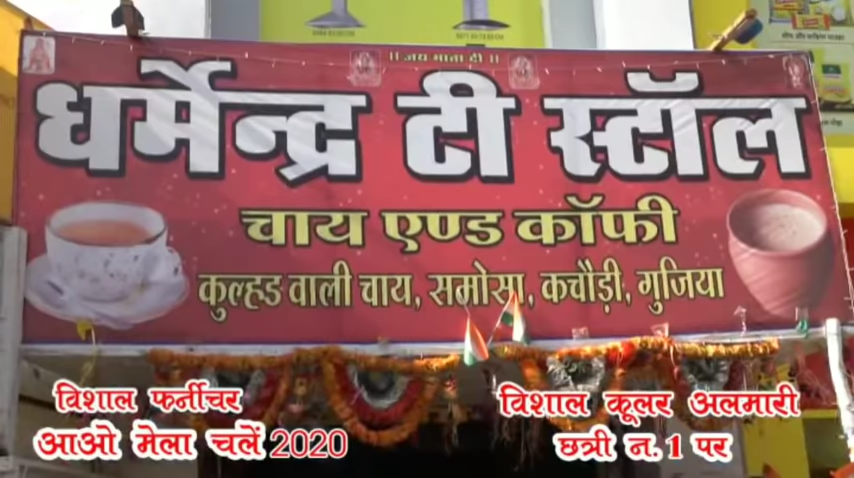 ।। जय माता दी ।।
धर्मेन्द्र टी स्टॉल
चाय एण्ड कॉफी
कुल्हड वाली चाय, समोसा, कचौड़ी, गुजिया
विशाल फर्नीचर
आओ मेला चलें 2020
विशाल कूलर अलमारी
छत्री न. 1 पर